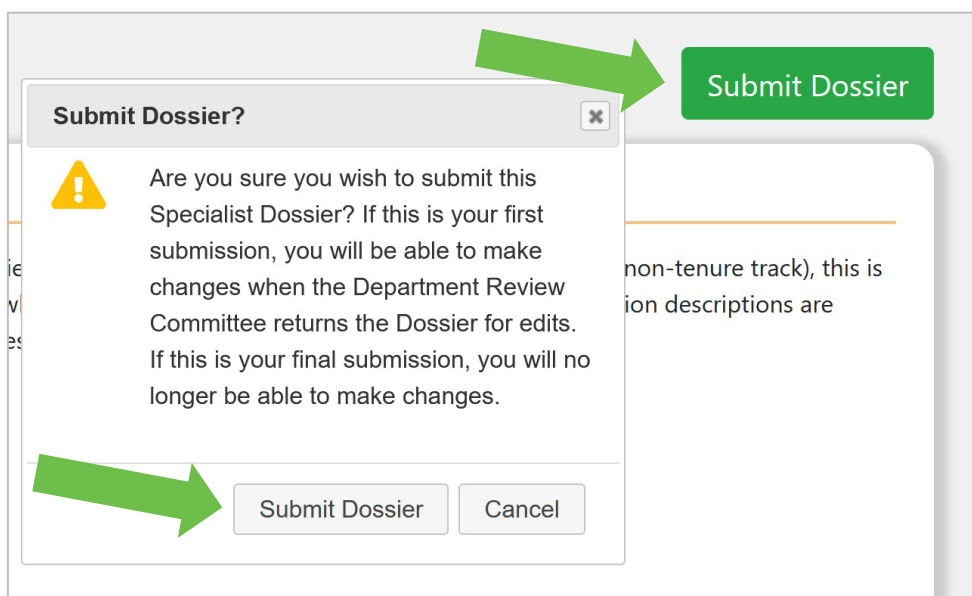 Submit Dossier
Submit Dossier?
Are you sure you wish to submit this
Specialist Dossier? If this is your first
submission, you will be able to make
changes when the Department Review
Committee returns the Dossier for edits.
If this is your final submission, you will no
longer be able to make changes.
Submit Dossier
Cancel
non-tenure track), this is
ion descriptions are